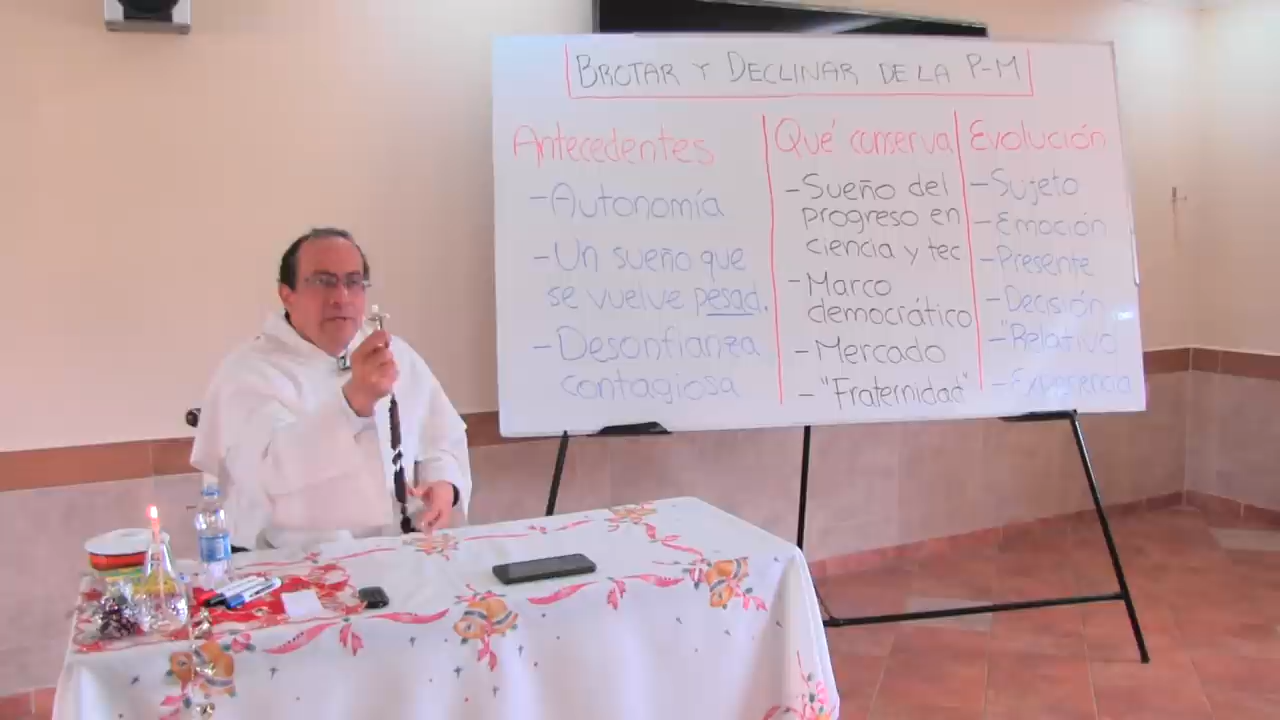 BROTAR Y DECLINAR DE LA P-M
Antecedentes
-Autonomía
-Un sueño que
se vuelve pesad.
-Desonfianza
contagiosa
Qué conserva
-Sueño del
progreso en
ciencia y tec
-Marco
democrático
-Mercado
-"Fraternidad"
Evolución
-Sujeto
-Emoción
-Presente
-Decisión
-"Relativo
-Experiencia